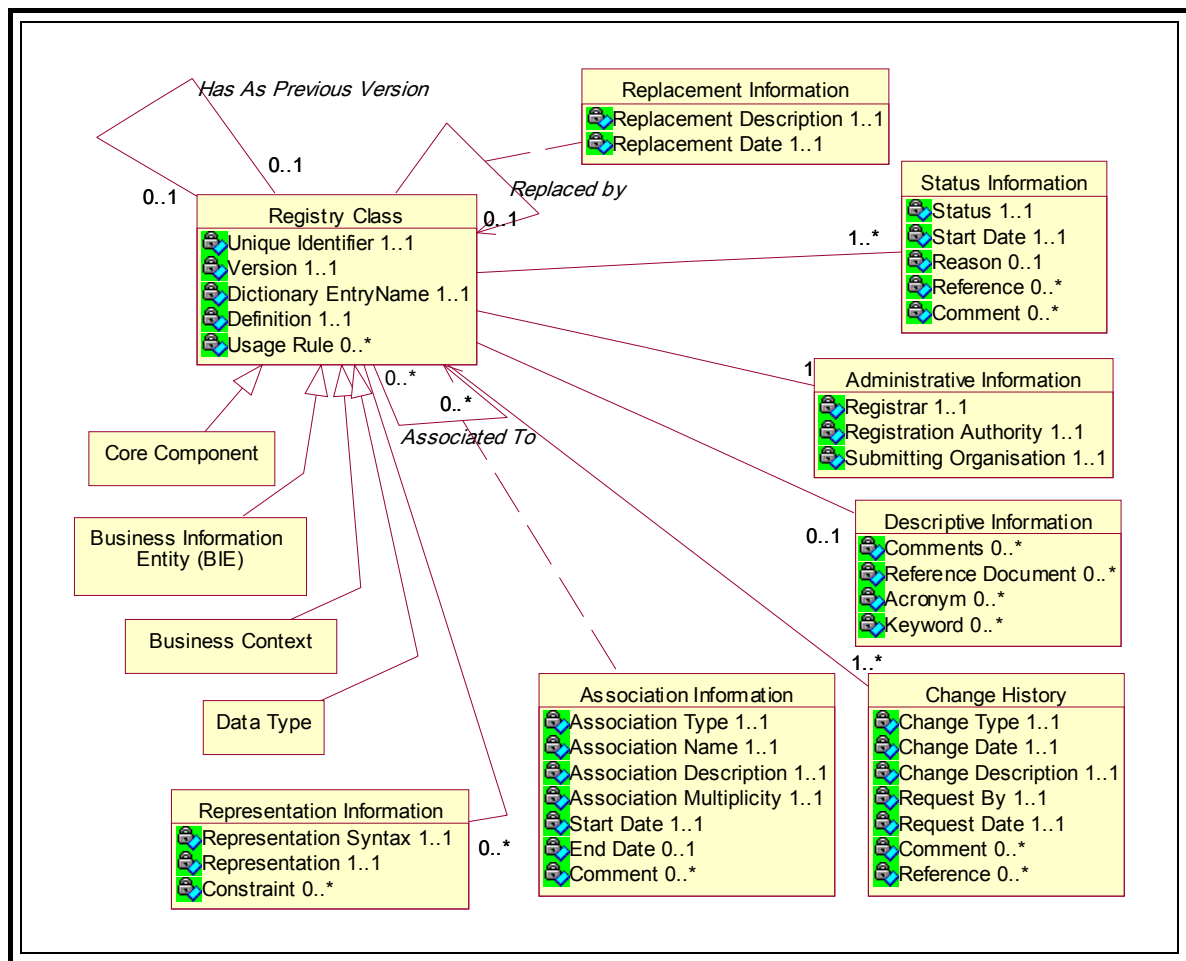 Has As Previous Version
0..1
0..1
Replacement Information
Replacement Description 1..1
Replacement Date 1..1
Replaced by
0..1
Registry Class
Unique Identifier 1..1
Version 1..1
Dictionary EntryName 1..1
Definition 1..1
Usage Rule 0..*
Status Information
Status 1..1
Start Date 1..1
Reason 0..1
Reference 0..*
Comment 0..*
1..*
1
Administrative Information
Registrar 1..1
Registration Authority 1..1
Submitting Organisation 1..1
0..*
0..*
Associated To
Core Component
Business Information
Entity (BIE)
Business Context
Data Type
0..1
Descriptive Information
Comments 0..*
Reference Document 0..*
Acronym 0..*
Keyword 0..*
1..*
Representation Information
Representation Syntax 1..1
Representation 1..1
Constraint 0..*
0..*
Association Information
Association Type 1..1
Association Name 1..1
Association Description 1..1
Association Multiplicity 1..1
Start Date 1..1
End Date 0..1
Comment 0..*
Change History
Change Type 1..1
Change Date 1..1
Change Description 1..1
Request By 1..1
Request Date 1..1
Comment 0..*
Reference 0..*